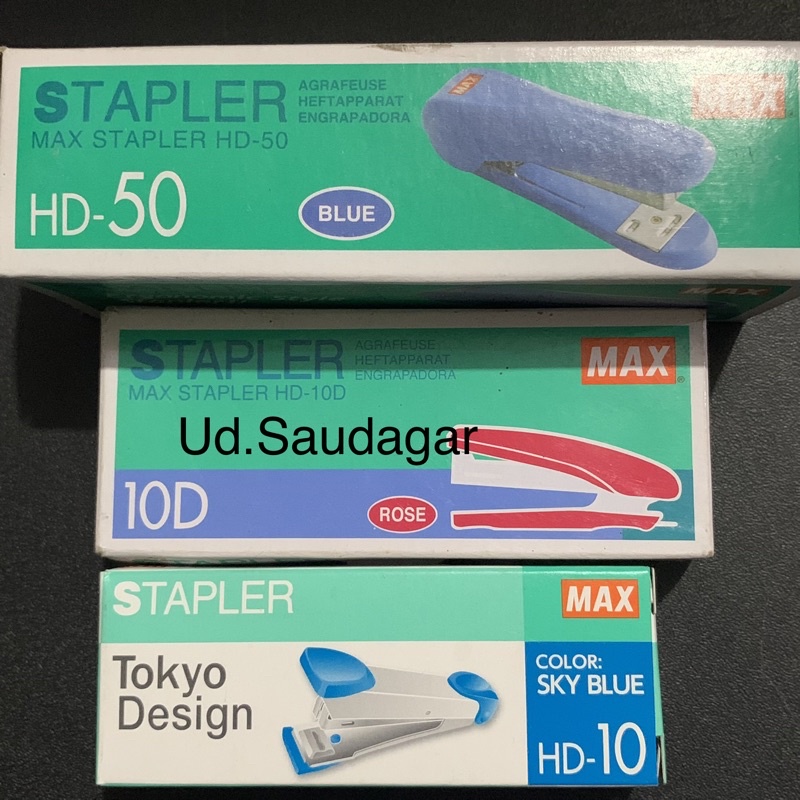 STAPLER
AGRAFEUSE
HEFTAPPARAT
ENGRAPADORA
MAX
MAX
MAX STAPLER HD-50
HD-50
BLUE
MAX
STAPLER
AGRAFEUSE
HEFTAPPARAT
ENGRAPADORA
MAX
MAX STAPLER HD-10D
Ud.Saudagar
10D
ROSE
STAPLER
MAX
Tokyo
Design
COLOR:
SKY BLUE
HD-10